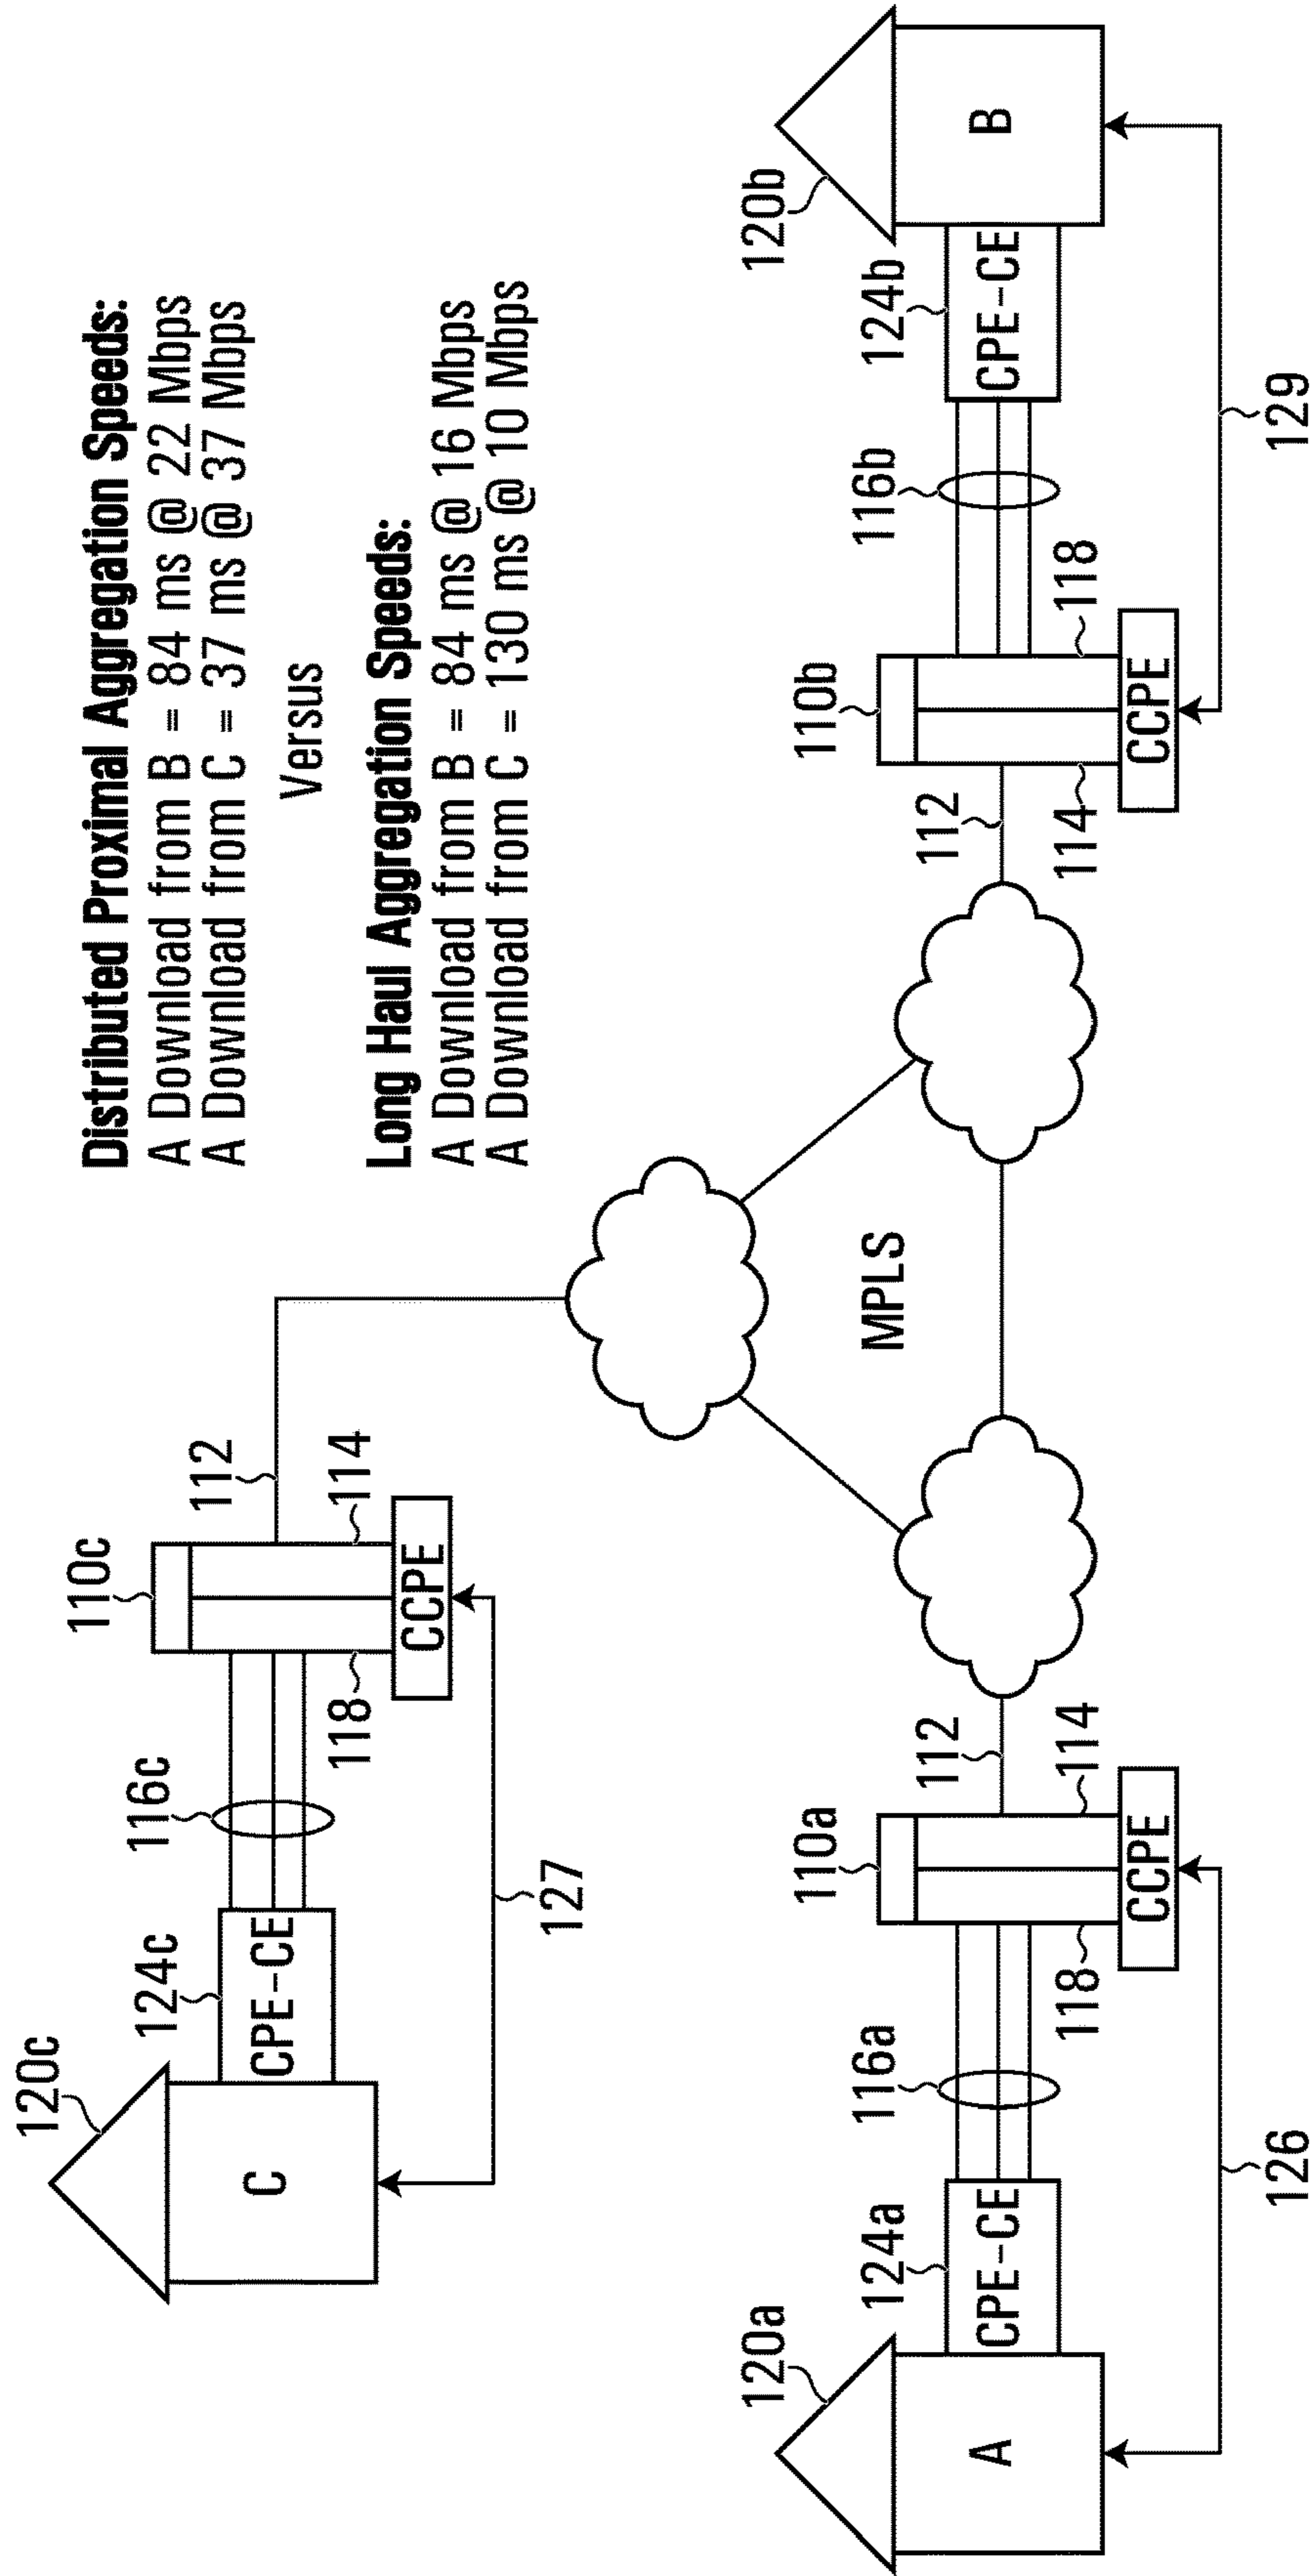 Distributed Proximal Aggregation Speeds:
A Download from B = 84 ms @ 22 Mbps
A Download from C = 37 ms @ 37 Mbps
Versus
Long Haul Aggregation Speeds:
A Download from B = 84 ms @ 16 Mbps
A Download from C = 130 ms @ 10 Mbps
120c
C
124c
CPE-CE
116c
110c
112
118
114
CCPE
127
MPLS
120a
A
124a
CPE-CE
116a
110a
112
118
114
CCPE
126
110b
112
114
118
CCPE
116b
124b
CPE-CE
120b
B
129